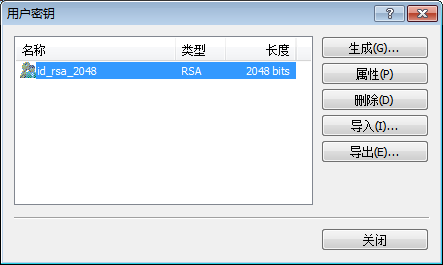 用户密钥
名称 类型 长度
id_rsa_2048 RSA 2048 bits
生成(G)...
属性(P)
删除(D)
导入(I)...
导出(E)...
关闭